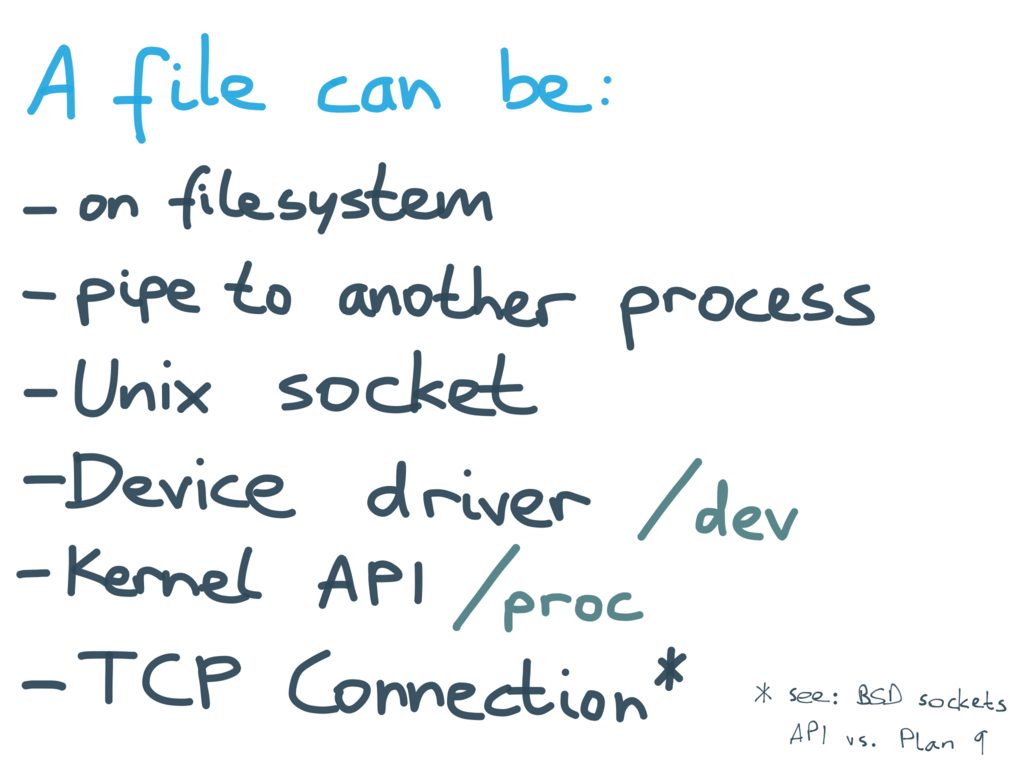 A file can be:
- on filesystem
- pipe to another process
- Unix socket
- Device driver /dev
- Kernel API /proc
- TCP Connection*
* see: BSD sockets
API vs. Plan 9